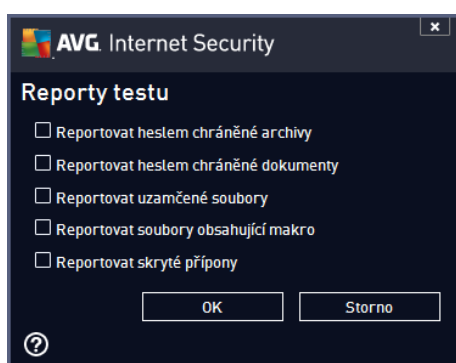 AVG. Internet Security
Reporty testu
Reportovat heslem chráněné archivy
Reportovat heslem chráněné dokumenty
Reportovat uzamčené soubory
Reportovat soubory obsahující makro
Reportovat skryté přípony
OK
Storno